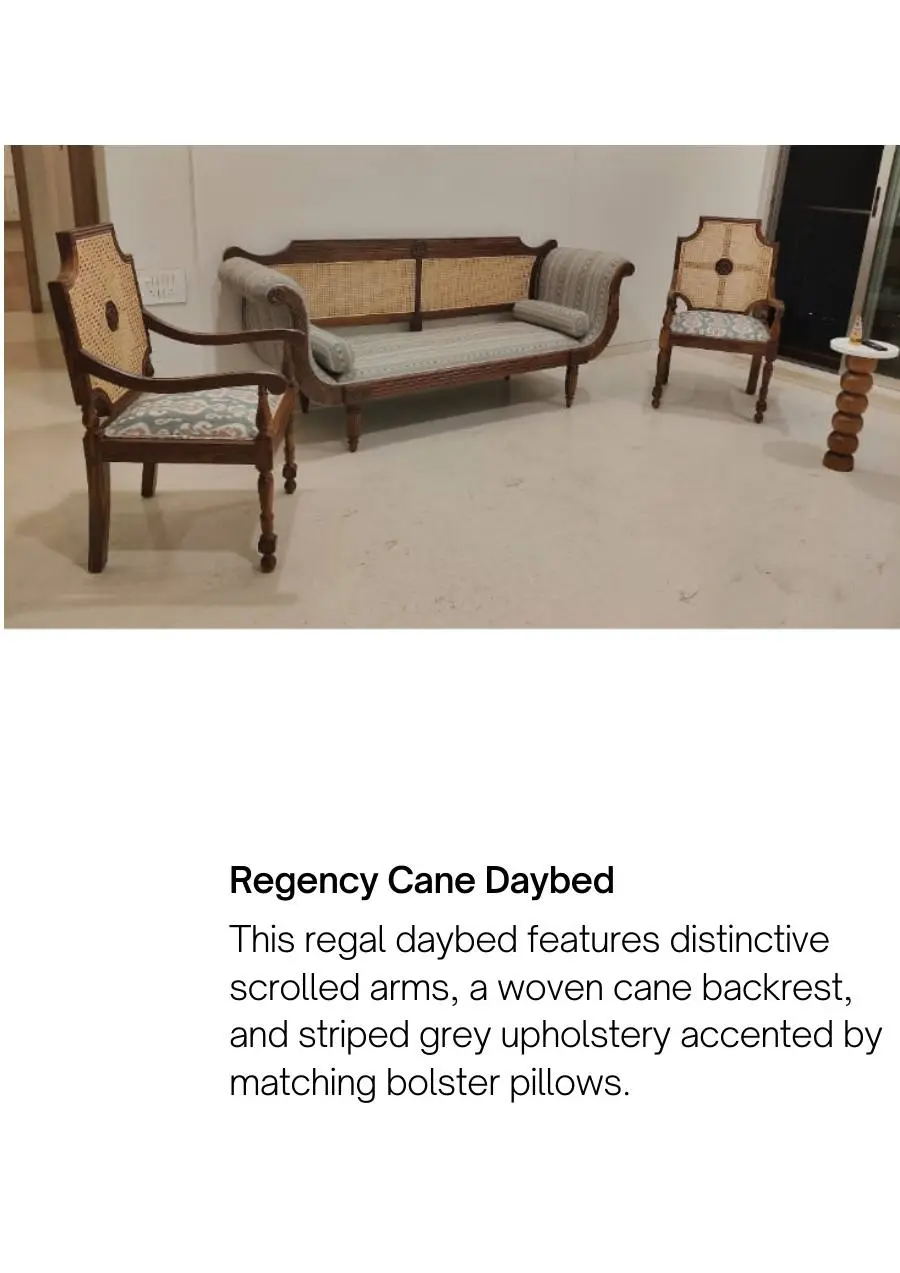 Regency Cane Daybed
This regal daybed features distinctive
scrolled arms, a woven cane backrest,
and striped grey upholstery accented by
matching bolster pillows.